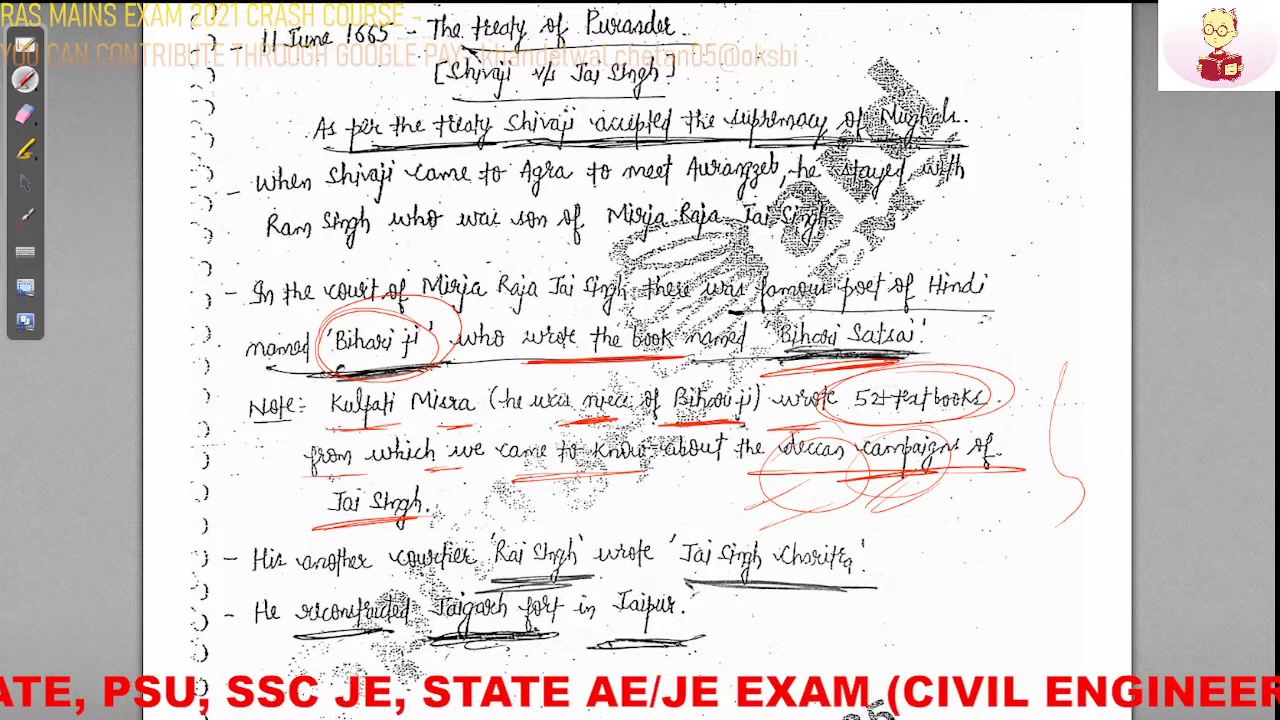 RAS MAINS EXAM 2021 CRASH COURSE -
YOU CAN CONTRIBUTE THROUGH GOOGLE PAY - khandelwal.chetan05@oksbi
11 June 1665 - The treaty of Purander.
[Shivaji v/s Jai Singh]
As per the treaty Shivaji accepted the supremacy of Mughals.
- When Shivaji came to Agra to meet Aurangzeb, he stayed with
Ram Singh who was son of Mirja Raja Jai Singh.
- In the court of Mirja Raja Jai Singh there was famous poet of Hindi
named 'Bihari ji' who wrote the book named 'Bihari Satsai'
Note: Kulpati Misra (he was niece of Bihari ji) wrote 52 text books
from which we came to know about the deccan campaigns of
Jai Singh.
- His another courtier 'Rai Singh' wrote 'Jai Singh Charitra'.
- He reconstructed Jaigarh fort in Jaipur.
ATE, PSU, SSC JE, STATE AE/JE EXAM (CIVIL ENGINEER